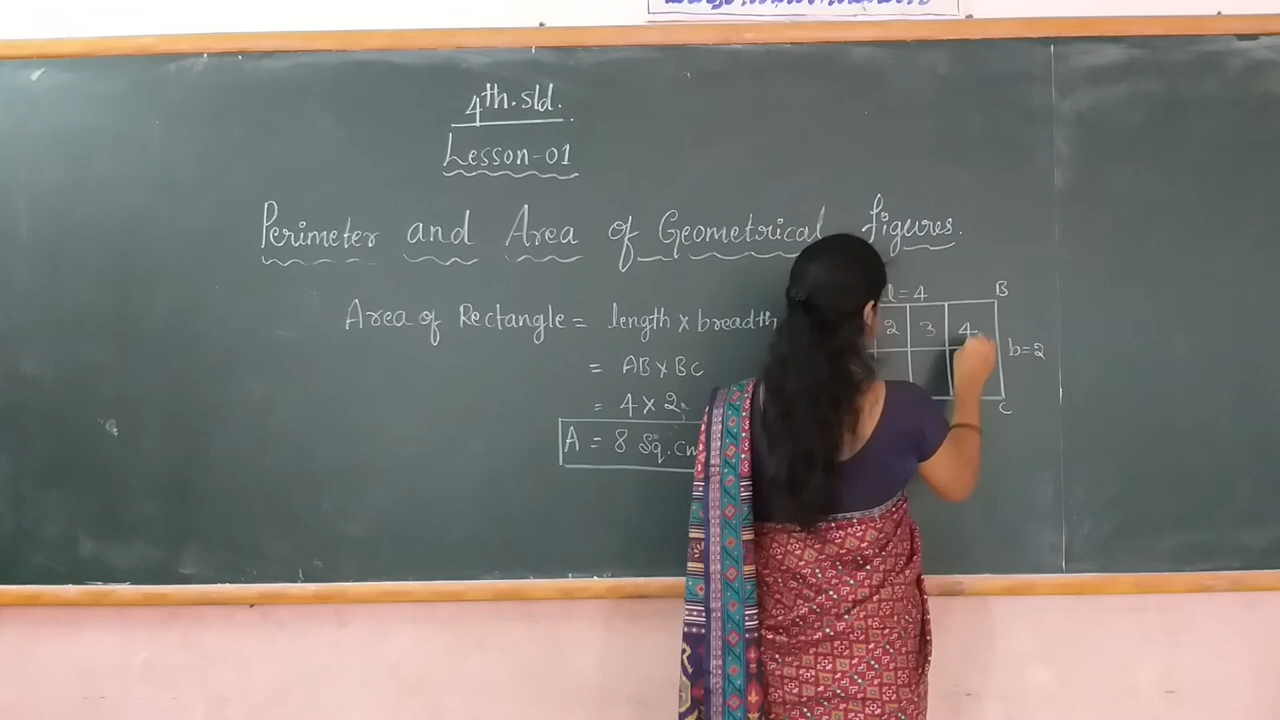 4th.std.
Lesson-01
Perimeter and Area of Geometrical figures.
Area of Rectangle = length x breadth
= AB x BC
= 4 x 2
A = 8 Sq.cm
l=4
B
2 3 4
b=2
C